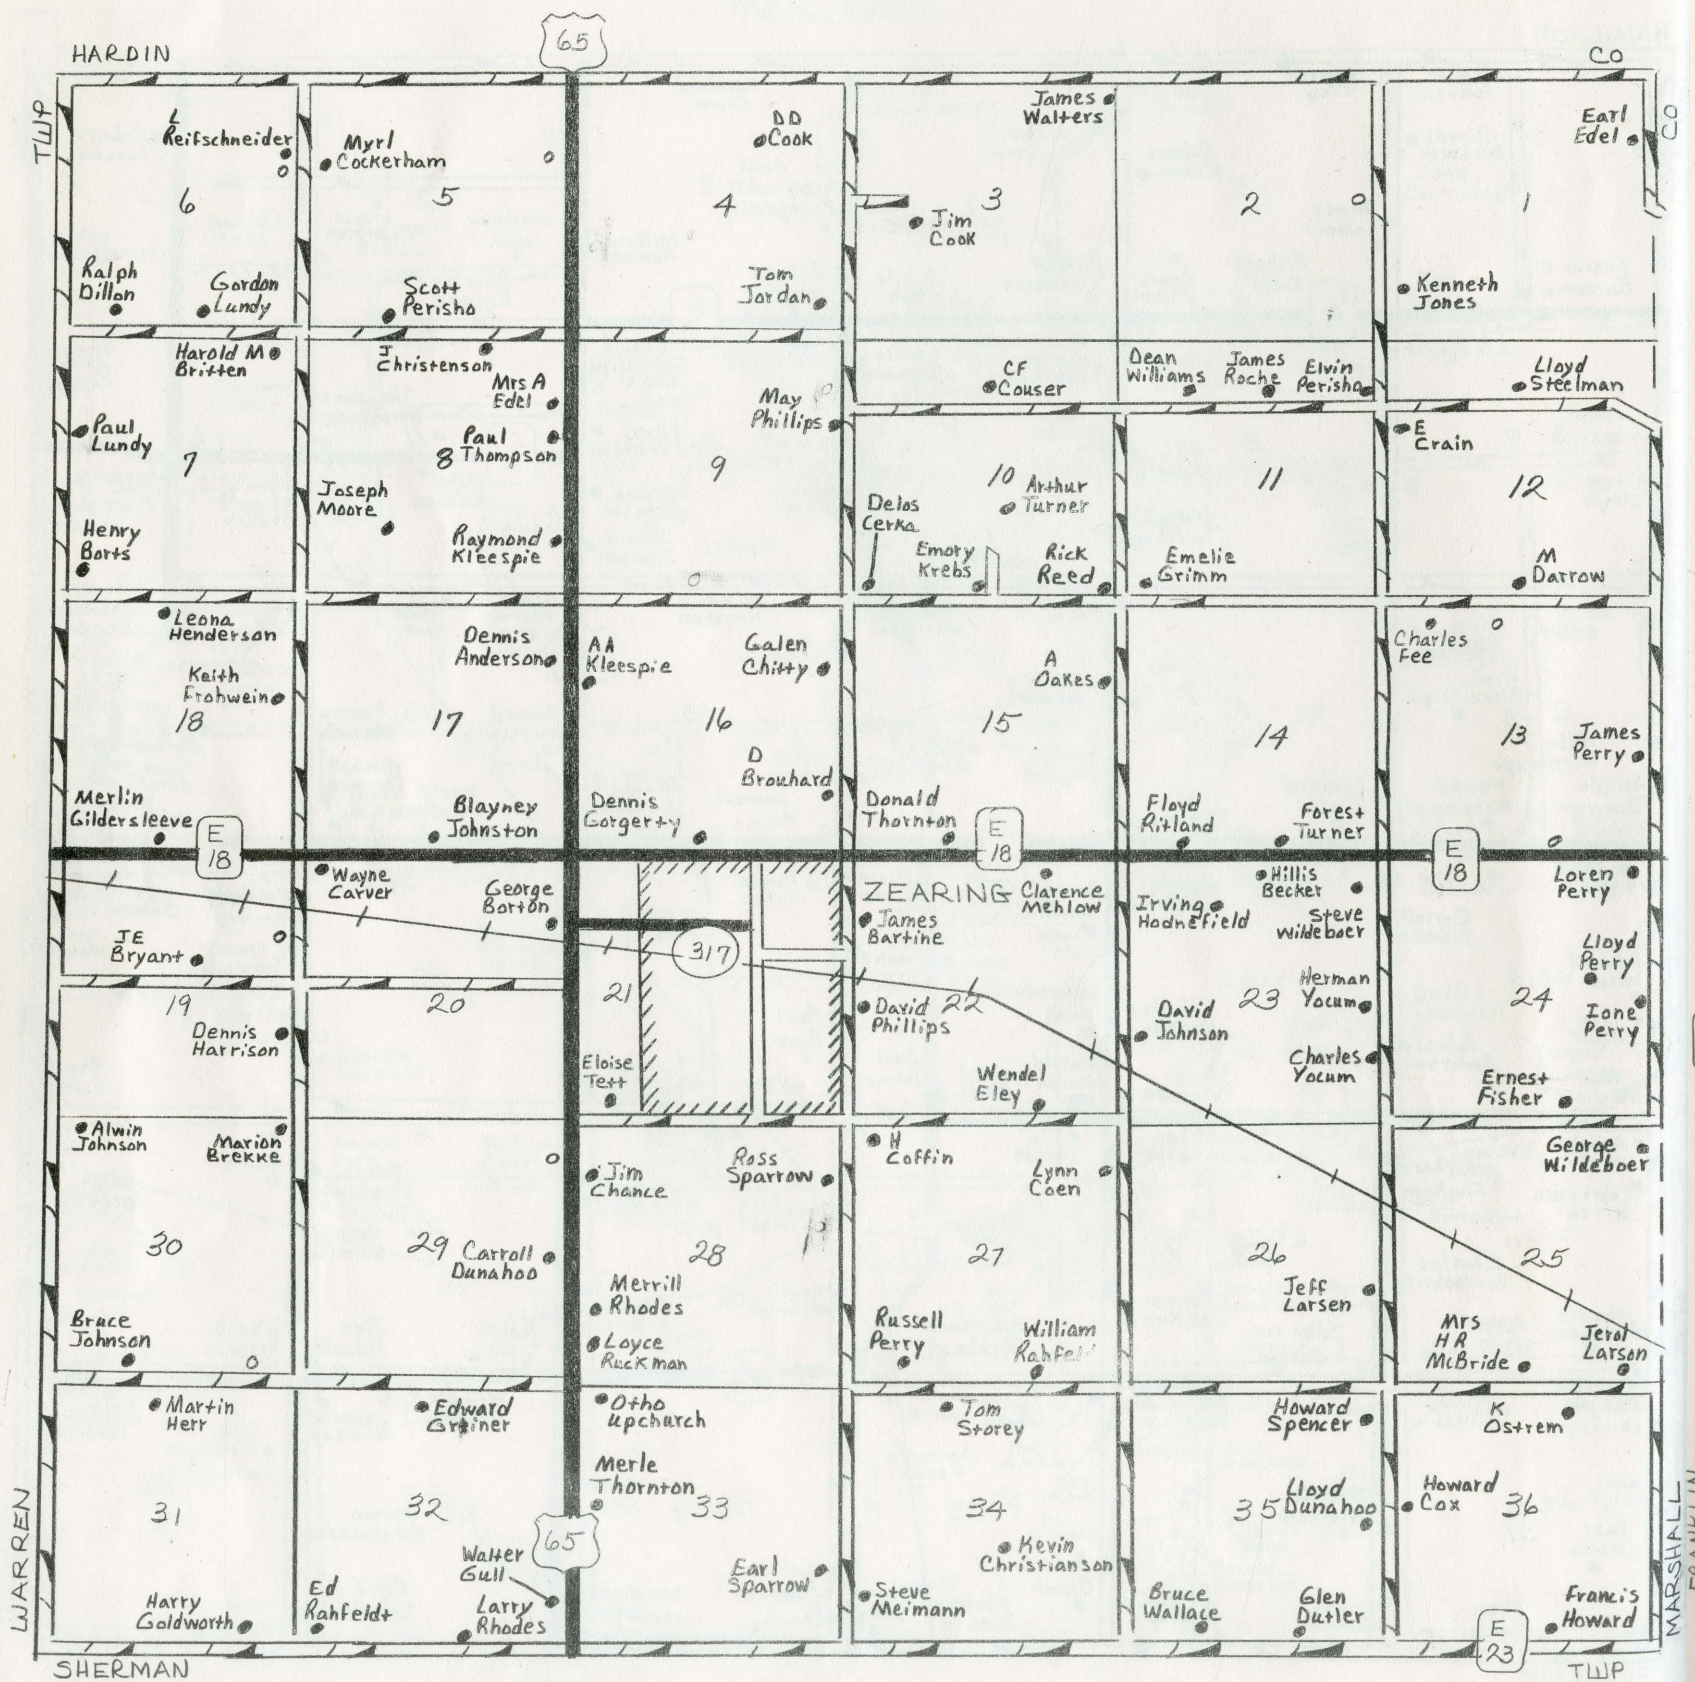 65
HARDIN
CO
TWP
CO
L
Reifschneider
Myrl
Cockerham
DD
Cook
James
Walters
Earl
Edel
6
5
4
3
2
1
Jim
Cook
Ralph
Dillon
Gordon
Lundy
Scott
Perisho
Tom
Jordan
Kenneth
Jones
Harold M
Britten
J
Christenson
Mrs A
Edel
May
Phillips
CF
Couser
Dean
Williams
James
Roche
Elvin
Perisho
Lloyd
Steelman
Paul
Lundy
7
Paul
Thompson
8
9
10
Arthur
Turner
11
E
Crain
12
Joseph
Moore
Henry
Borts
Raymond
Kleespie
Delos
Cerka
Emory
Krebs
Rick
Reed
Emelie
Grimm
M
Darrow
Leona
Henderson
Keith
Frohwein
18
Dennis
Anderson
17
AA
Kleespie
Galen
Chitty
16
A
Oakes
15
14
Charles
Fee
13
James
Perry
D
Brouhard
Merlin
Gildersleeve
E
18
Blayney
Johnston
Dennis
Gorgerty
Donald
Thornton
E
18
Floyd
Ritland
Forest
Turner
E
18
Wayne
Carver
George
Borton
ZEARING
Clarence
Mehlow
James
Bartine
Hillis
Becker
Irving
Hodnefield
Steve
Wildeboer
Loren
Perry
JE
Bryant
317
Lloyd
Perry
19
20
21
22
23
24
Dennis
Harrison
David
Phillips
David
Johnson
Herman
Yocum
Ione
Perry
Eloise
Tett
Wendel
Eley
Charles
Yocum
Ernest
Fisher
Alwin
Johnson
Marion
Brekke
Jim
Chance
Ross
Sparrow
H
Coffin
Lynn
Coen
George
Wildeboer
30
29
Carroll
Dunahoo
28
27
26
25
Merrill
Rhodes
Jeff
Larsen
Bruce
Johnson
Loyce
Ruckman
Russell
Perry
William
Rahfel
Mrs
HR
McBride
Jerol
Larson
Martin
Herr
Edward
Greiner
Otho
Upchurch
Tom
Storey
Howard
Spencer
K
Ostrem
31
32
Merle
Thornton
33
34
35
Lloyd
Dunahoo
Howard
Cox
36
65
Walter
Gull
Earl
Sparrow
Kevin
Christianson
Harry
Goldworth
Ed
Rahfeldt
Larry
Rhodes
Steve
Meimann
Bruce
Wallace
Glen
Dutler
Francis
Howard
E
23
WARREN
SHERMAN
TWP
MARSHALL
FRANKLIN